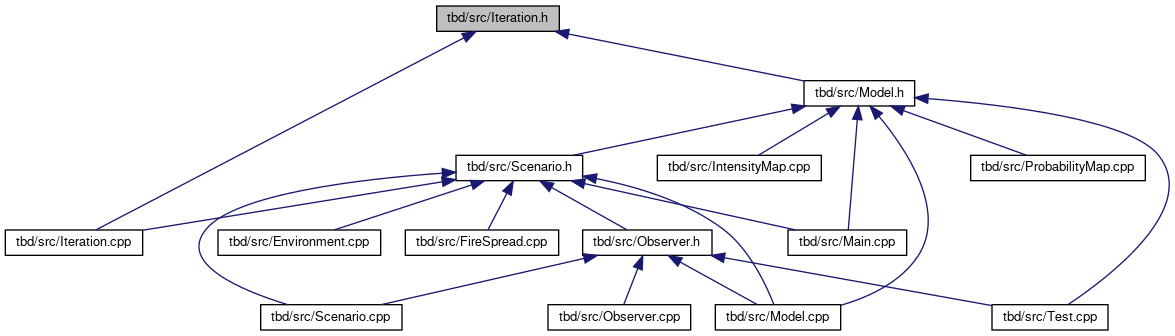 tbd/src/Iteration.h
tbd/src/Model.h
tbd/src/Scenario.h
tbd/src/IntensityMap.cpp
tbd/src/ProbabilityMap.cpp
tbd/src/Iteration.cpp
tbd/src/Environment.cpp
tbd/src/FireSpread.cpp
tbd/src/Observer.h
tbd/src/Main.cpp
tbd/src/Scenario.cpp
tbd/src/Observer.cpp
tbd/src/Model.cpp
tbd/src/Test.cpp